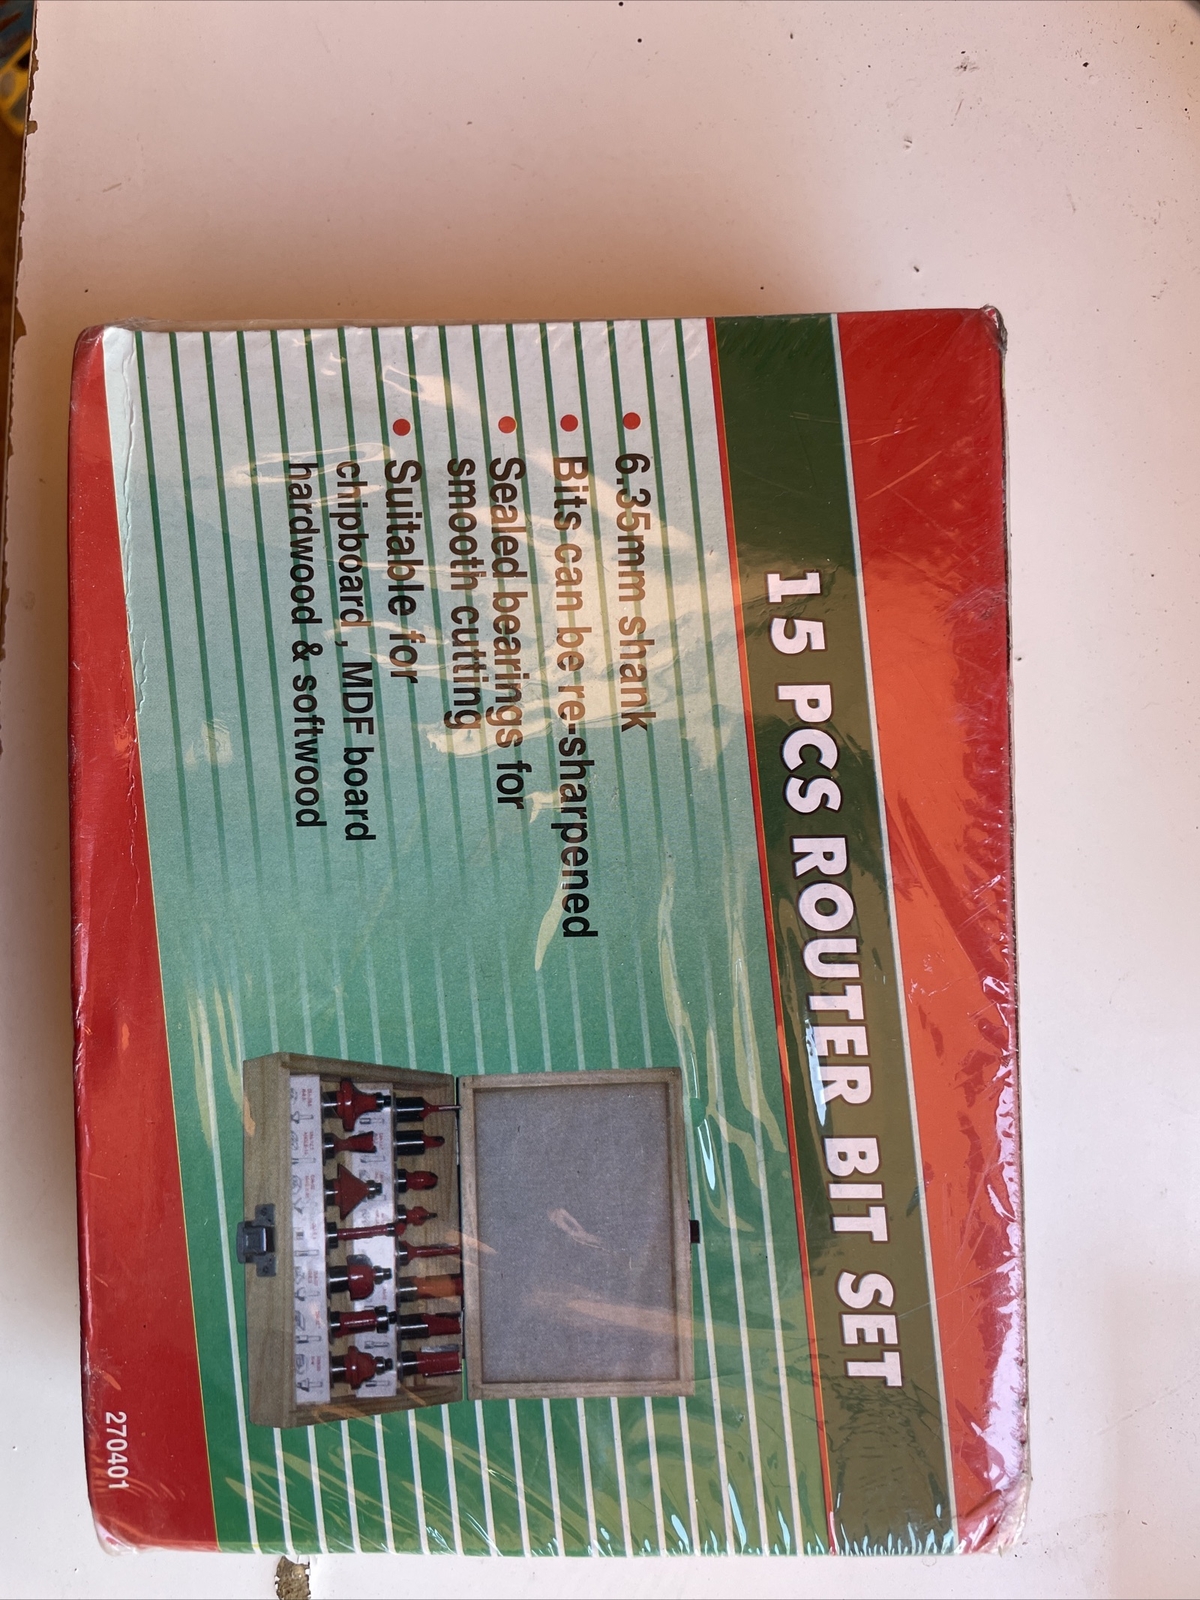 15 PCS ROUTER BIT SET
• 6.35mm shank
• Bits can be re-sharpened
• Sealed bearings for
smooth cutting
• Suitable for
chipboard , MDF board
hardwood & softwood
270401